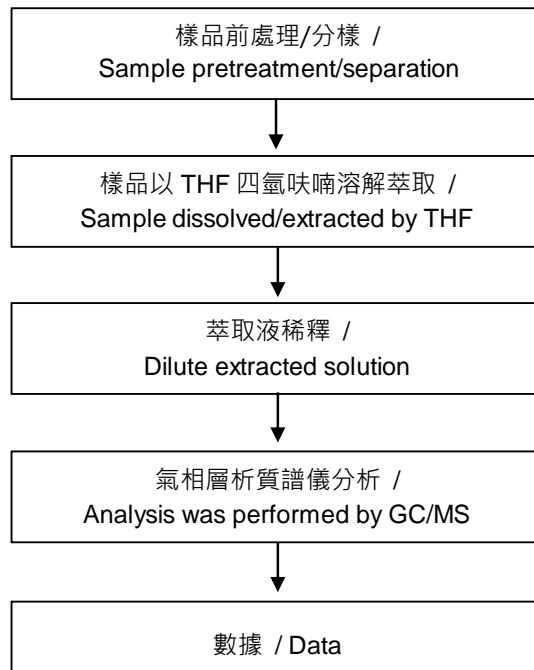 樣品前處理/分樣 /
Sample pretreatment/separation
樣品以 THF 四氫呋喃溶解萃取 /
Sample dissolved/extracted by THF
萃取液稀釋 /
Dilute extracted solution
氣相層析質譜儀分析 /
Analysis was performed by GC/MS
數據 / Data